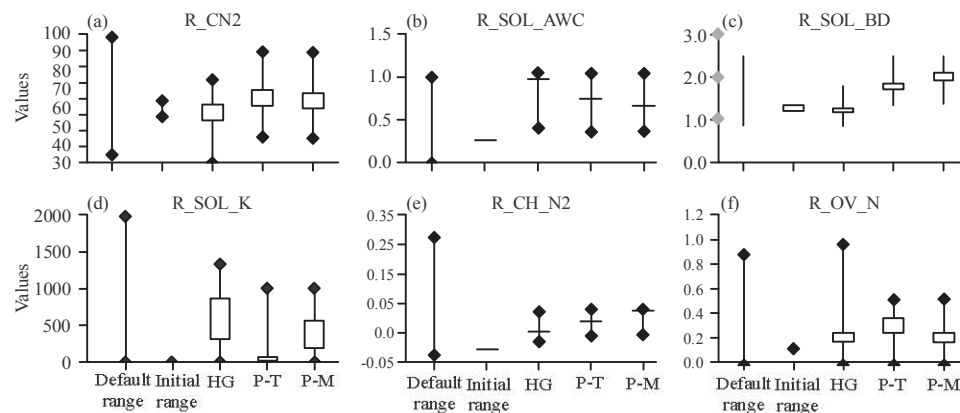 (a) R_CN2
(b) R_SOL_AWC
(c) R_SOL_BD
Values
100
90
80
70
60
50
40
30
1.5
1.0
0.5
0.0
3.0
2.0
1.0
0.0
(d) R_SOL_K
(e) R_CH_N2
(f) R_OV_N
Values
2000
1500
1000
500
0
0.35
0.25
0.15
0.05
0.0
-0.05
1.2
1.0
0.8
0.6
0.4
0.2
0.0
Default range
Initial range
HG
P-T
P-M
Default range
Initial range
HG
P-T
P-M
Default range
Initial range
HG
P-T
P-M